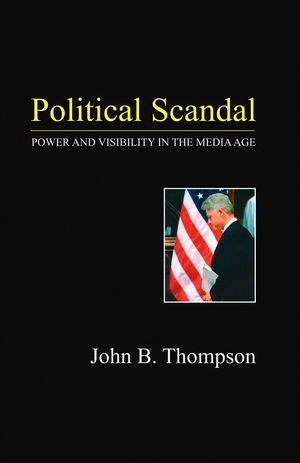 Political Scandal
POWER AND VISIBILITY IN THE MEDIA AGE
John B. Thompson